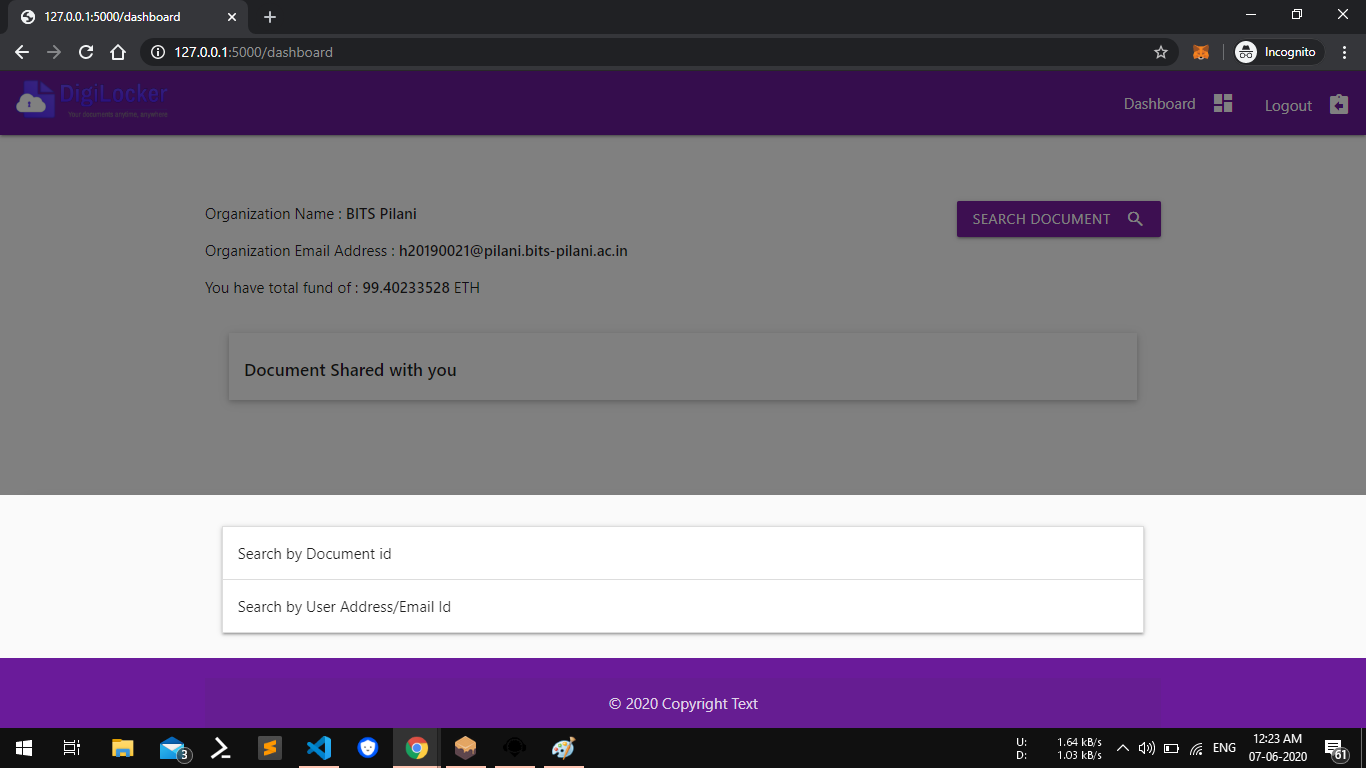 127.0.0.1:5000/dashboard
127.0.0.1:5000/dashboard
Incognito
DigiLocker
Your documents anytime, anywhere
Dashboard
Logout
Organization Name : BITS Pilani
SEARCH DOCUMENT
Organization Email Address : h20190021@pilani.bits-pilani.ac.in
You have total fund of : 99.40233528 ETH
Document Shared with you
Search by Document id
Search by User Address/Email Id
© 2020 Copyright Text
3
U: 1.64 kB/s
D: 1.03 kB/s
ENG
12:23 AM
07-06-2020
61